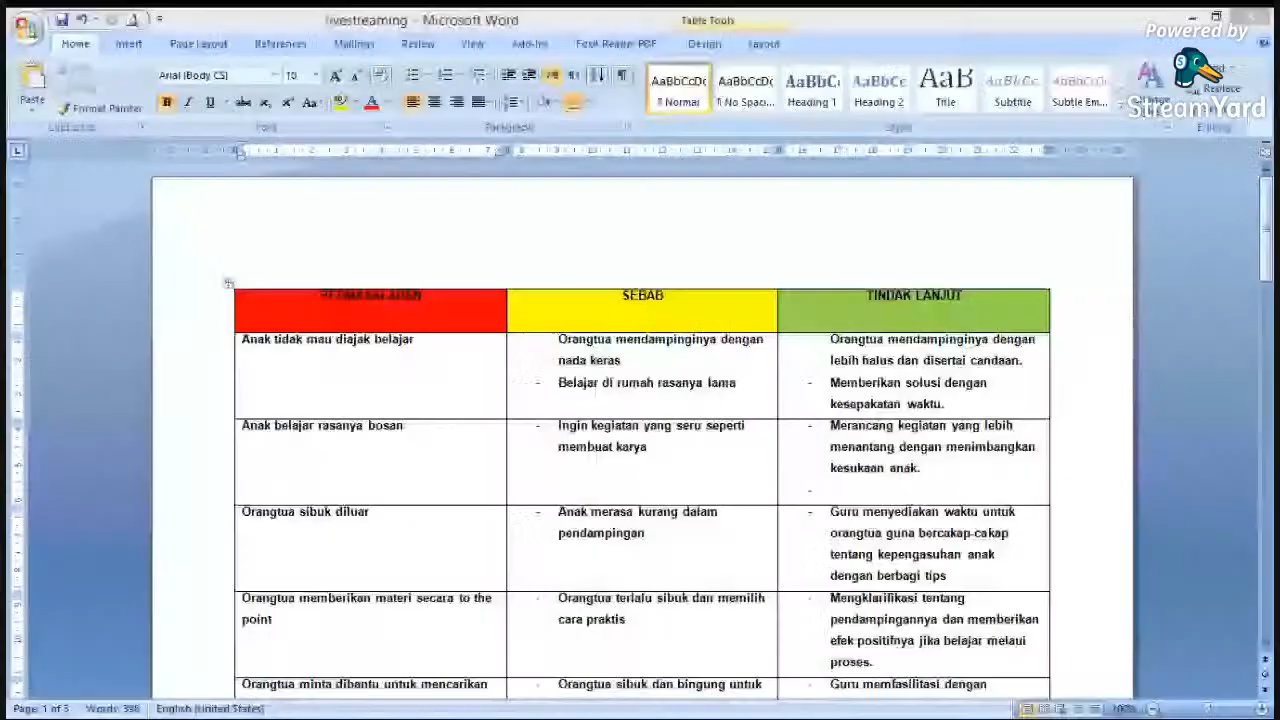 livestreaming - Microsoft Word
Table Tools
Powered by
StreamYard
Home Insert Page Layout References Mailings Review View Add-Ins Foxit Reader PDF Design Layout
Paste
Format Painter
Arial (Body CS) 10
AaBbCcDc AaBbCcDc AaBbC AaBbCc AaB AaBbCc AaBbCcDc
¶ Normal ¶ No Spaci... Heading 1 Heading 2 Title Subtitle Subtle Em...
Replace
Font Paragraph Styles Editing
PERMASALAHAN
SEBAB
TINDAK LANJUT
Anak tidak mau diajak belajar
Orangtua mendampinginya dengan
nada keras
- Belajar di rumah rasanya lama
Orangtua mendampinginya dengan
lebih halus dan disertai candaan.
- Memberikan solusi dengan
kesepakatan waktu.
Anak belajar rasanya bosan
- Ingin kegiatan yang seru seperti
membuat karya
- Merancang kegiatan yang lebih
menantang dengan menimbangkan
kesukaan anak.
-
Orangtua sibuk diluar
- Anak merasa kurang dalam
pendampingan
- Guru menyediakan waktu untuk
orangtua guna bercakap-cakap
tentang kepengasuhan anak
dengan berbagi tips
Orangtua memberikan materi secara to the
point
- Orangtua terlalu sibuk dan memilih
cara praktis
- Mengklarifikasi tentang
pendampingannya dan memberikan
efek positifnya jika belajar melaui
proses.
Orangtua minta dibantu untuk mencarikan
- Orangtua sibuk dan bingung untuk
- Guru memfasilitasi dengan
Page: 1 of 3 Words: 398 English (United States) 100%